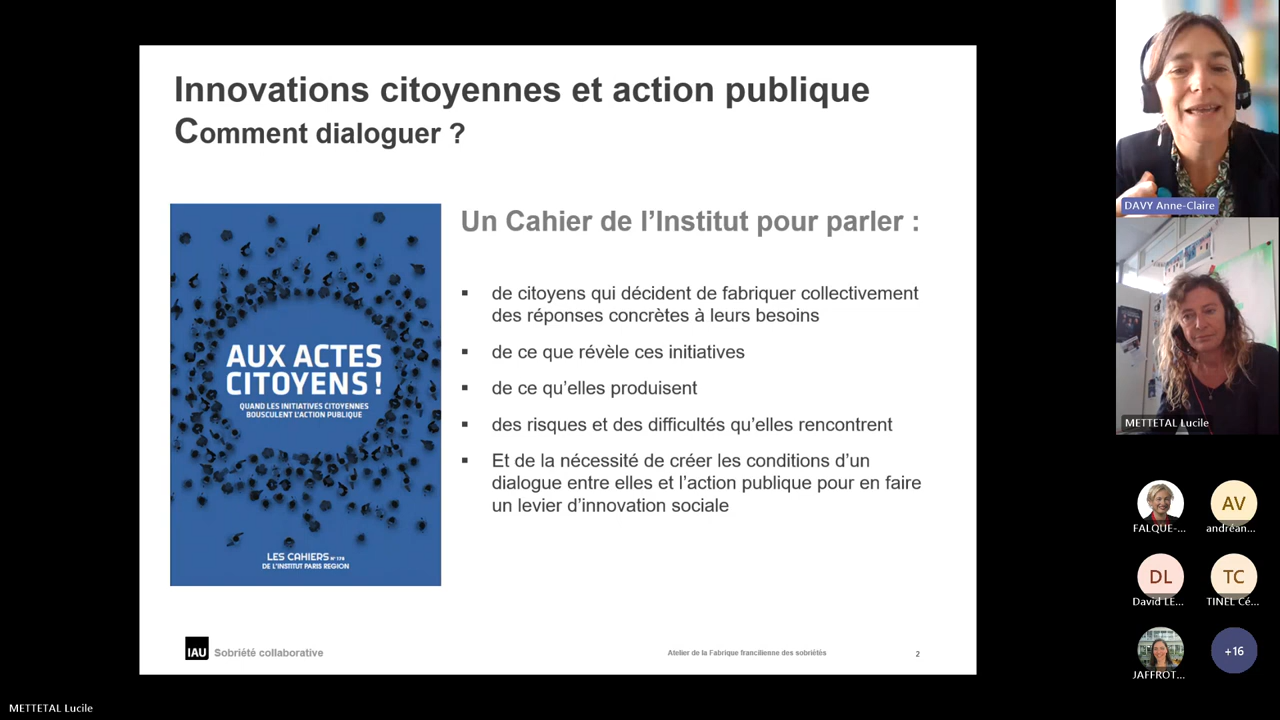 Innovations citoyennes et action publique
Comment dialoguer ?
AUX ACTES
CITOYENS !
QUAND LES INITIATIVES CITOYENNES
BOUSCULENT L'ACTION PUBLIQUE
LES CAHIERS N° 178
DE L'INSTITUT PARIS REGION
Un Cahier de l'Institut pour parler :
▪ de citoyens qui décident de fabriquer collectivement
des réponses concrètes à leurs besoins
▪ de ce que révèle ces initiatives
▪ de ce qu'elles produisent
▪ des risques et des difficultés qu'elles rencontrent
▪ Et de la nécessité de créer les conditions d'un
dialogue entre elles et l'action publique pour en faire
un levier d'innovation sociale
IAU Sobriété collaborative
Atelier de la Fabrique francilienne des sobriétés
2
DAVY Anne-Claire
METTETAL Lucile
FALQUE-...
AV
andréan...
DL
David LE...
TC
TINEL Cé...
JAFFROT...
+16
METTETAL Lucile